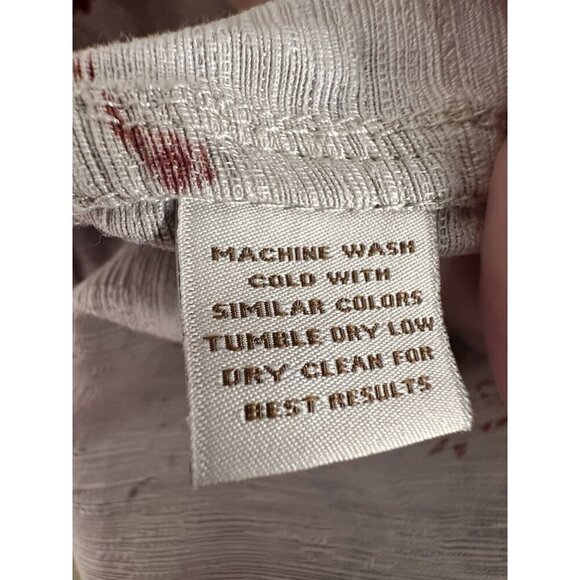 MACHINE WASH
COLD WITH
SIMILAR COLORS
TUMBLE DRY LOW
DRY CLEAN FOR
BEST RESULTS